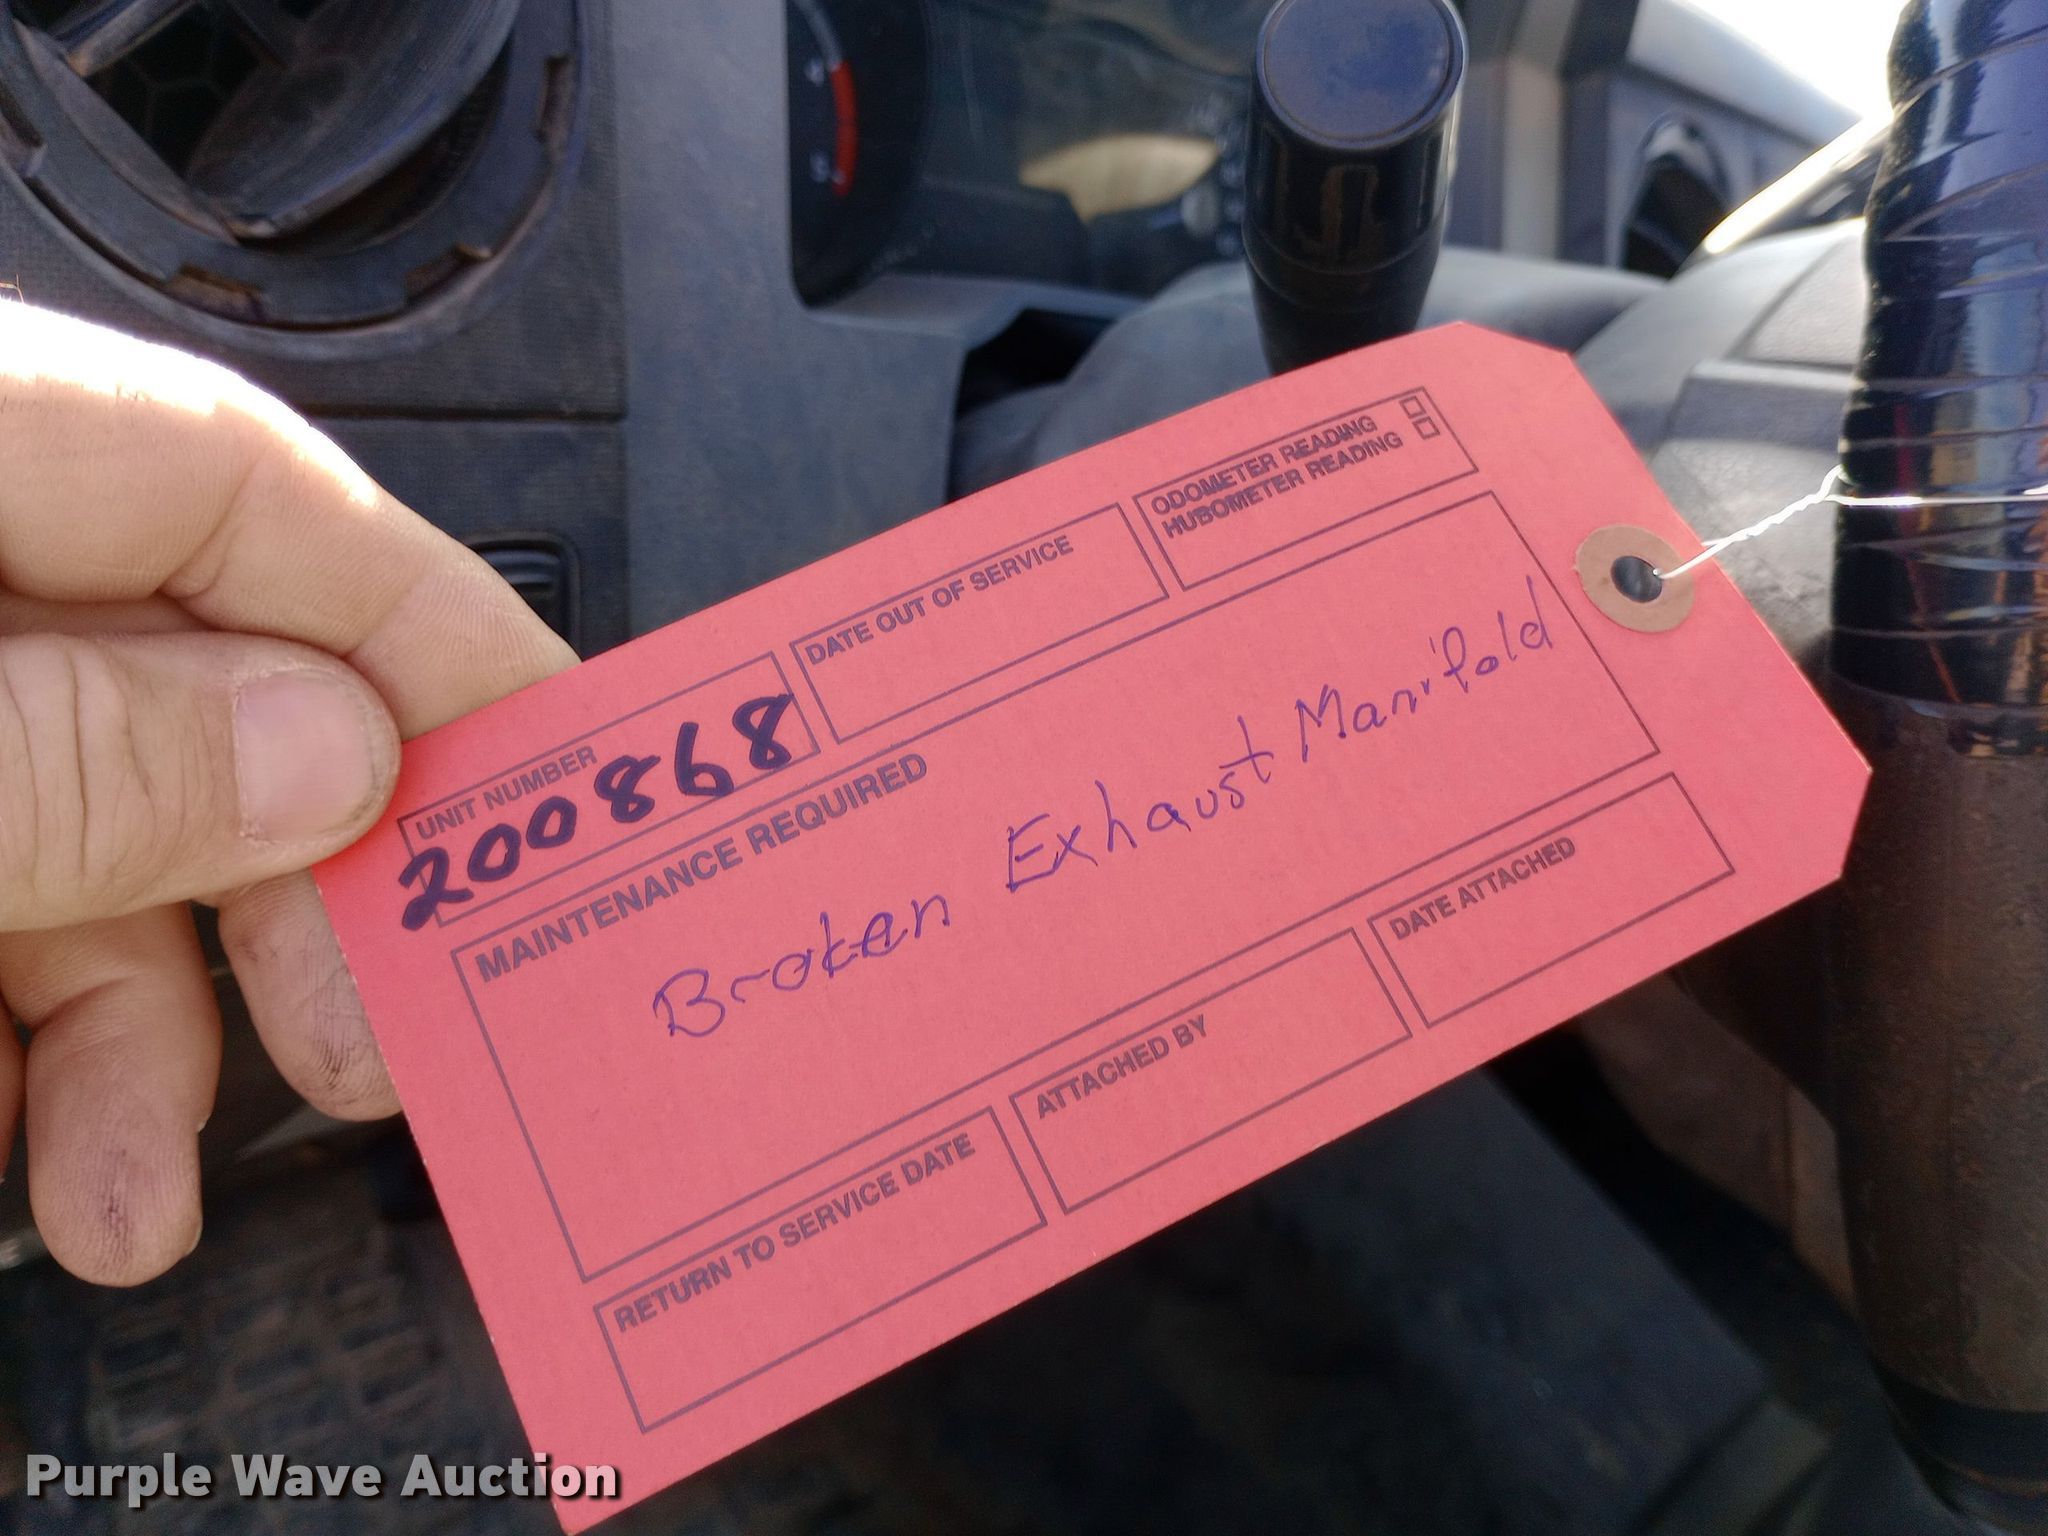 UNIT NUMBER
200868
DATE OUT OF SERVICE
ODOMETER READING
HUBOMETER READING
MAINTENANCE REQUIRED
Broken Exhaust Manifold
RETURN TO SERVICE DATE
ATTACHED BY
DATE ATTACHED
Purple Wave Auction